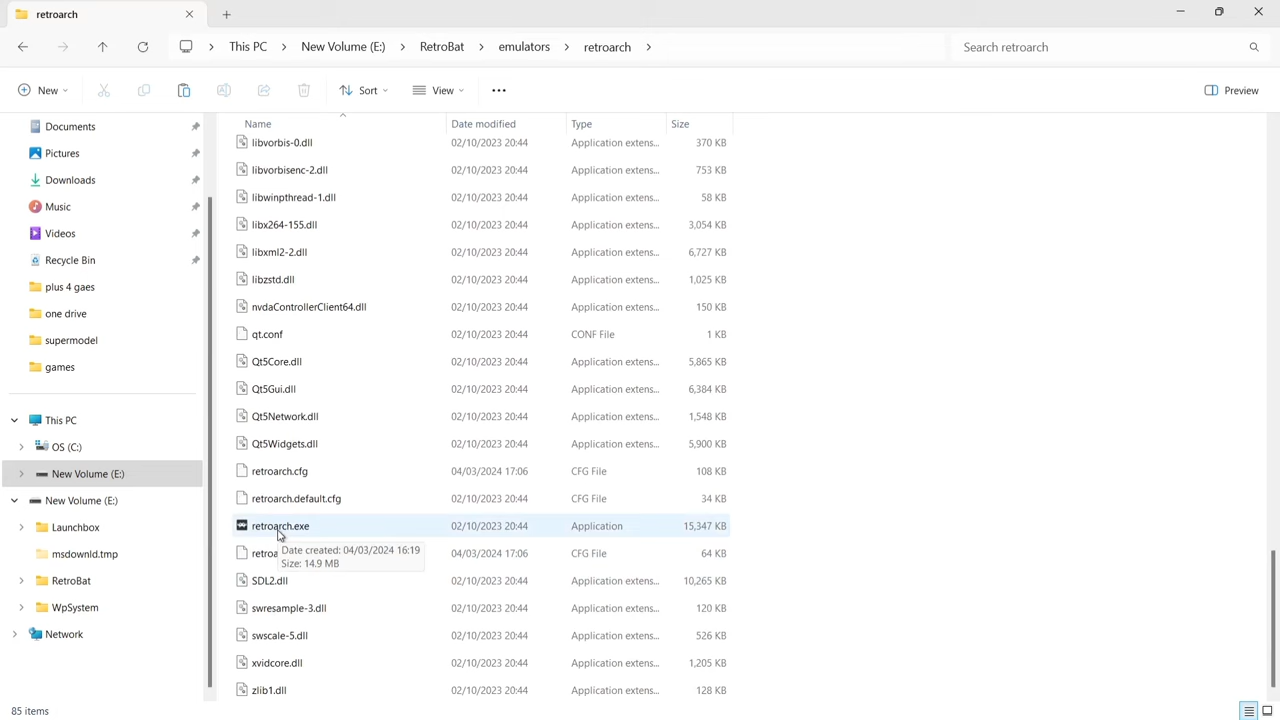 retroarch
This PC > New Volume (E:) > RetroBat > emulators > retroarch >
Search retroarch
New Sort View ••• Preview
Documents
Pictures
Downloads
Music
Videos
Recycle Bin
plus 4 gaes
one drive
supermodel
games
This PC
OS (C:)
New Volume (E:)
New Volume (E:)
Launchbox
msdownld.tmp
RetroBat
WpSystem
Network
Name Date modified Type Size
libvorbis-0.dll 02/10/2023 20:44 Application extens... 370 KB
libvorbisenc-2.dll 02/10/2023 20:44 Application extens... 753 KB
libwinpthread-1.dll 02/10/2023 20:44 Application extens... 58 KB
libx264-155.dll 02/10/2023 20:44 Application extens... 3,054 KB
libxml2-2.dll 02/10/2023 20:44 Application extens... 6,727 KB
libzstd.dll 02/10/2023 20:44 Application extens... 1,025 KB
nvdaControllerClient64.dll 02/10/2023 20:44 Application extens... 150 KB
qt.conf 02/10/2023 20:44 CONF File 1 KB
Qt5Core.dll 02/10/2023 20:44 Application extens... 5,865 KB
Qt5Gui.dll 02/10/2023 20:44 Application extens... 6,384 KB
Qt5Network.dll 02/10/2023 20:44 Application extens... 1,548 KB
Qt5Widgets.dll 02/10/2023 20:44 Application extens... 5,900 KB
retroarch.cfg 04/03/2024 17:06 CFG File 108 KB
retroarch.default.cfg 02/10/2023 20:44 CFG File 34 KB
retroarch.exe 02/10/2023 20:44 Application 15,347 KB
retroa 04/03/2024 17:06 CFG File 64 KB
Date created: 04/03/2024 16:19
Size: 14.9 MB
SDL2.dll 02/10/2023 20:44 Application extens... 10,265 KB
swresample-3.dll 02/10/2023 20:44 Application extens... 120 KB
swscale-5.dll 02/10/2023 20:44 Application extens... 526 KB
xvidcore.dll 02/10/2023 20:44 Application extens... 1,205 KB
zlib1.dll 02/10/2023 20:44 Application extens... 128 KB
85 items